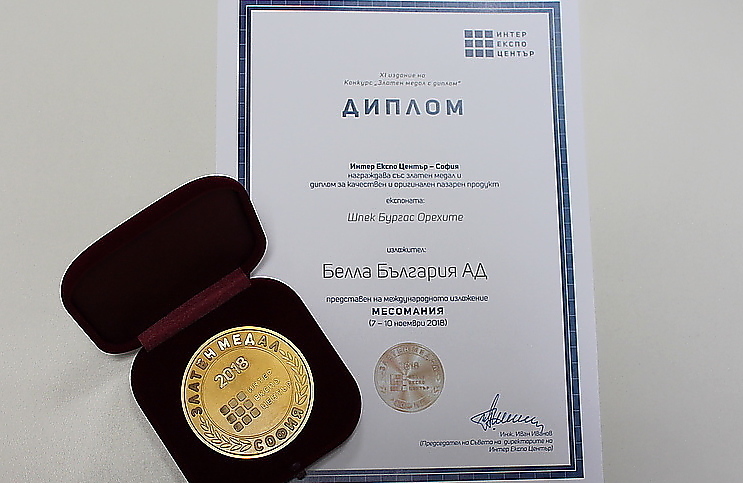 ИНТЕР
ЕКСПО
ЦЕНТЪР
XI издание на
Конкурс „Златен медал с диплом“
ДИПЛОМ
Интер Експо Център – София
награждава със златен медал и
диплом за качествен и оригинален пазарен продукт
експоната:
Шпек Бургас Орехите
изложител:
Белла България АД
представен на международното изложение
МЕСОМАНИЯ
(7 – 10 ноември 2018)
ИНТЕР
ЕКСПО
ЦЕНТЪР
Инж. Иван Иванов
(Председател на Съвета на директорите на
Интер Експо Център)
ЗЛАТЕН МЕДАЛ
2018
ИНТЕР
ЕКСПО
ЦЕНТЪР
СОФИЯ